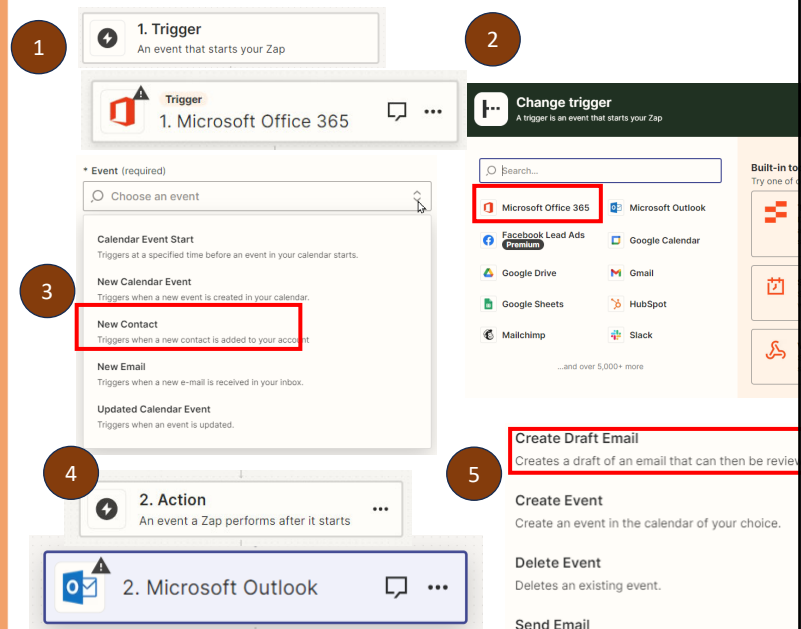 1
1. Trigger
An event that starts your Zap
Trigger
1. Microsoft Office 365
2
Change trigger
A trigger is an event that starts your Zap
Search...
Microsoft Office 365
Microsoft Outlook
Facebook Lead Ads
Premium
Google Calendar
Google Drive
Gmail
Google Sheets
HubSpot
Mailchimp
Slack
...and over 5,000+ more
Built-in to
Try one of
* Event (required)
Choose an event
3
Calendar Event Start
Triggers at a specified time before an event in your calendar starts.
New Calendar Event
Triggers when a new event is created in your calendar.
New Contact
Triggers when a new contact is added to your account
New Email
Triggers when a new e-mail is received in your inbox.
Updated Calendar Event
Triggers when an event is updated.
4
2. Action
An event a Zap performs after it starts
2. Microsoft Outlook
5
Create Draft Email
Creates a draft of an email that can then be review
Create Event
Create an event in the calendar of your choice.
Delete Event
Deletes an existing event.
Send Email